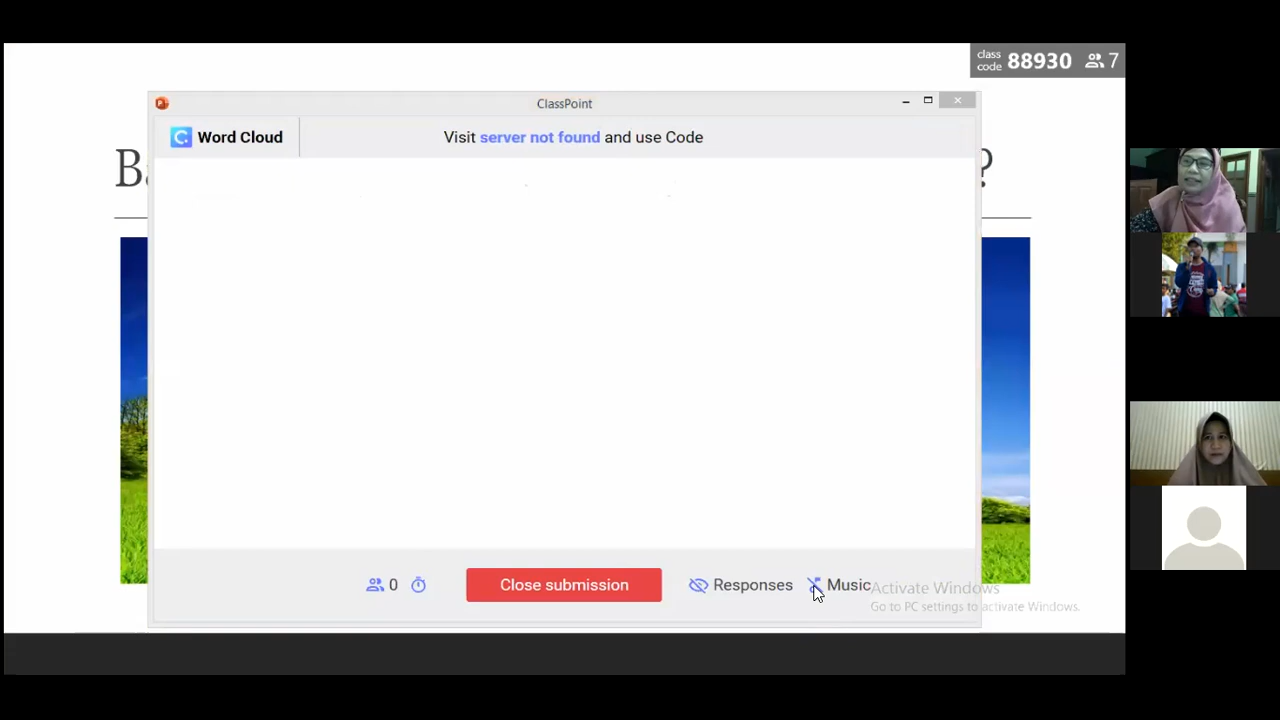 class
code 88930 7
ClassPoint
Word Cloud Visit server not found and use Code
?
0 Close submission Responses Music
Activate Windows
Go to PC settings to activate Windows.